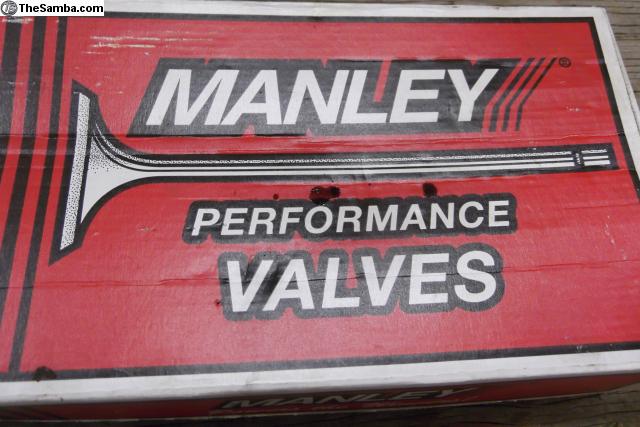 TheSamba.com
MANLEY®
PERFORMANCE
VALVES
MANLEY